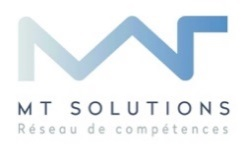 MT SOLUTIONS
Réseau de compétences